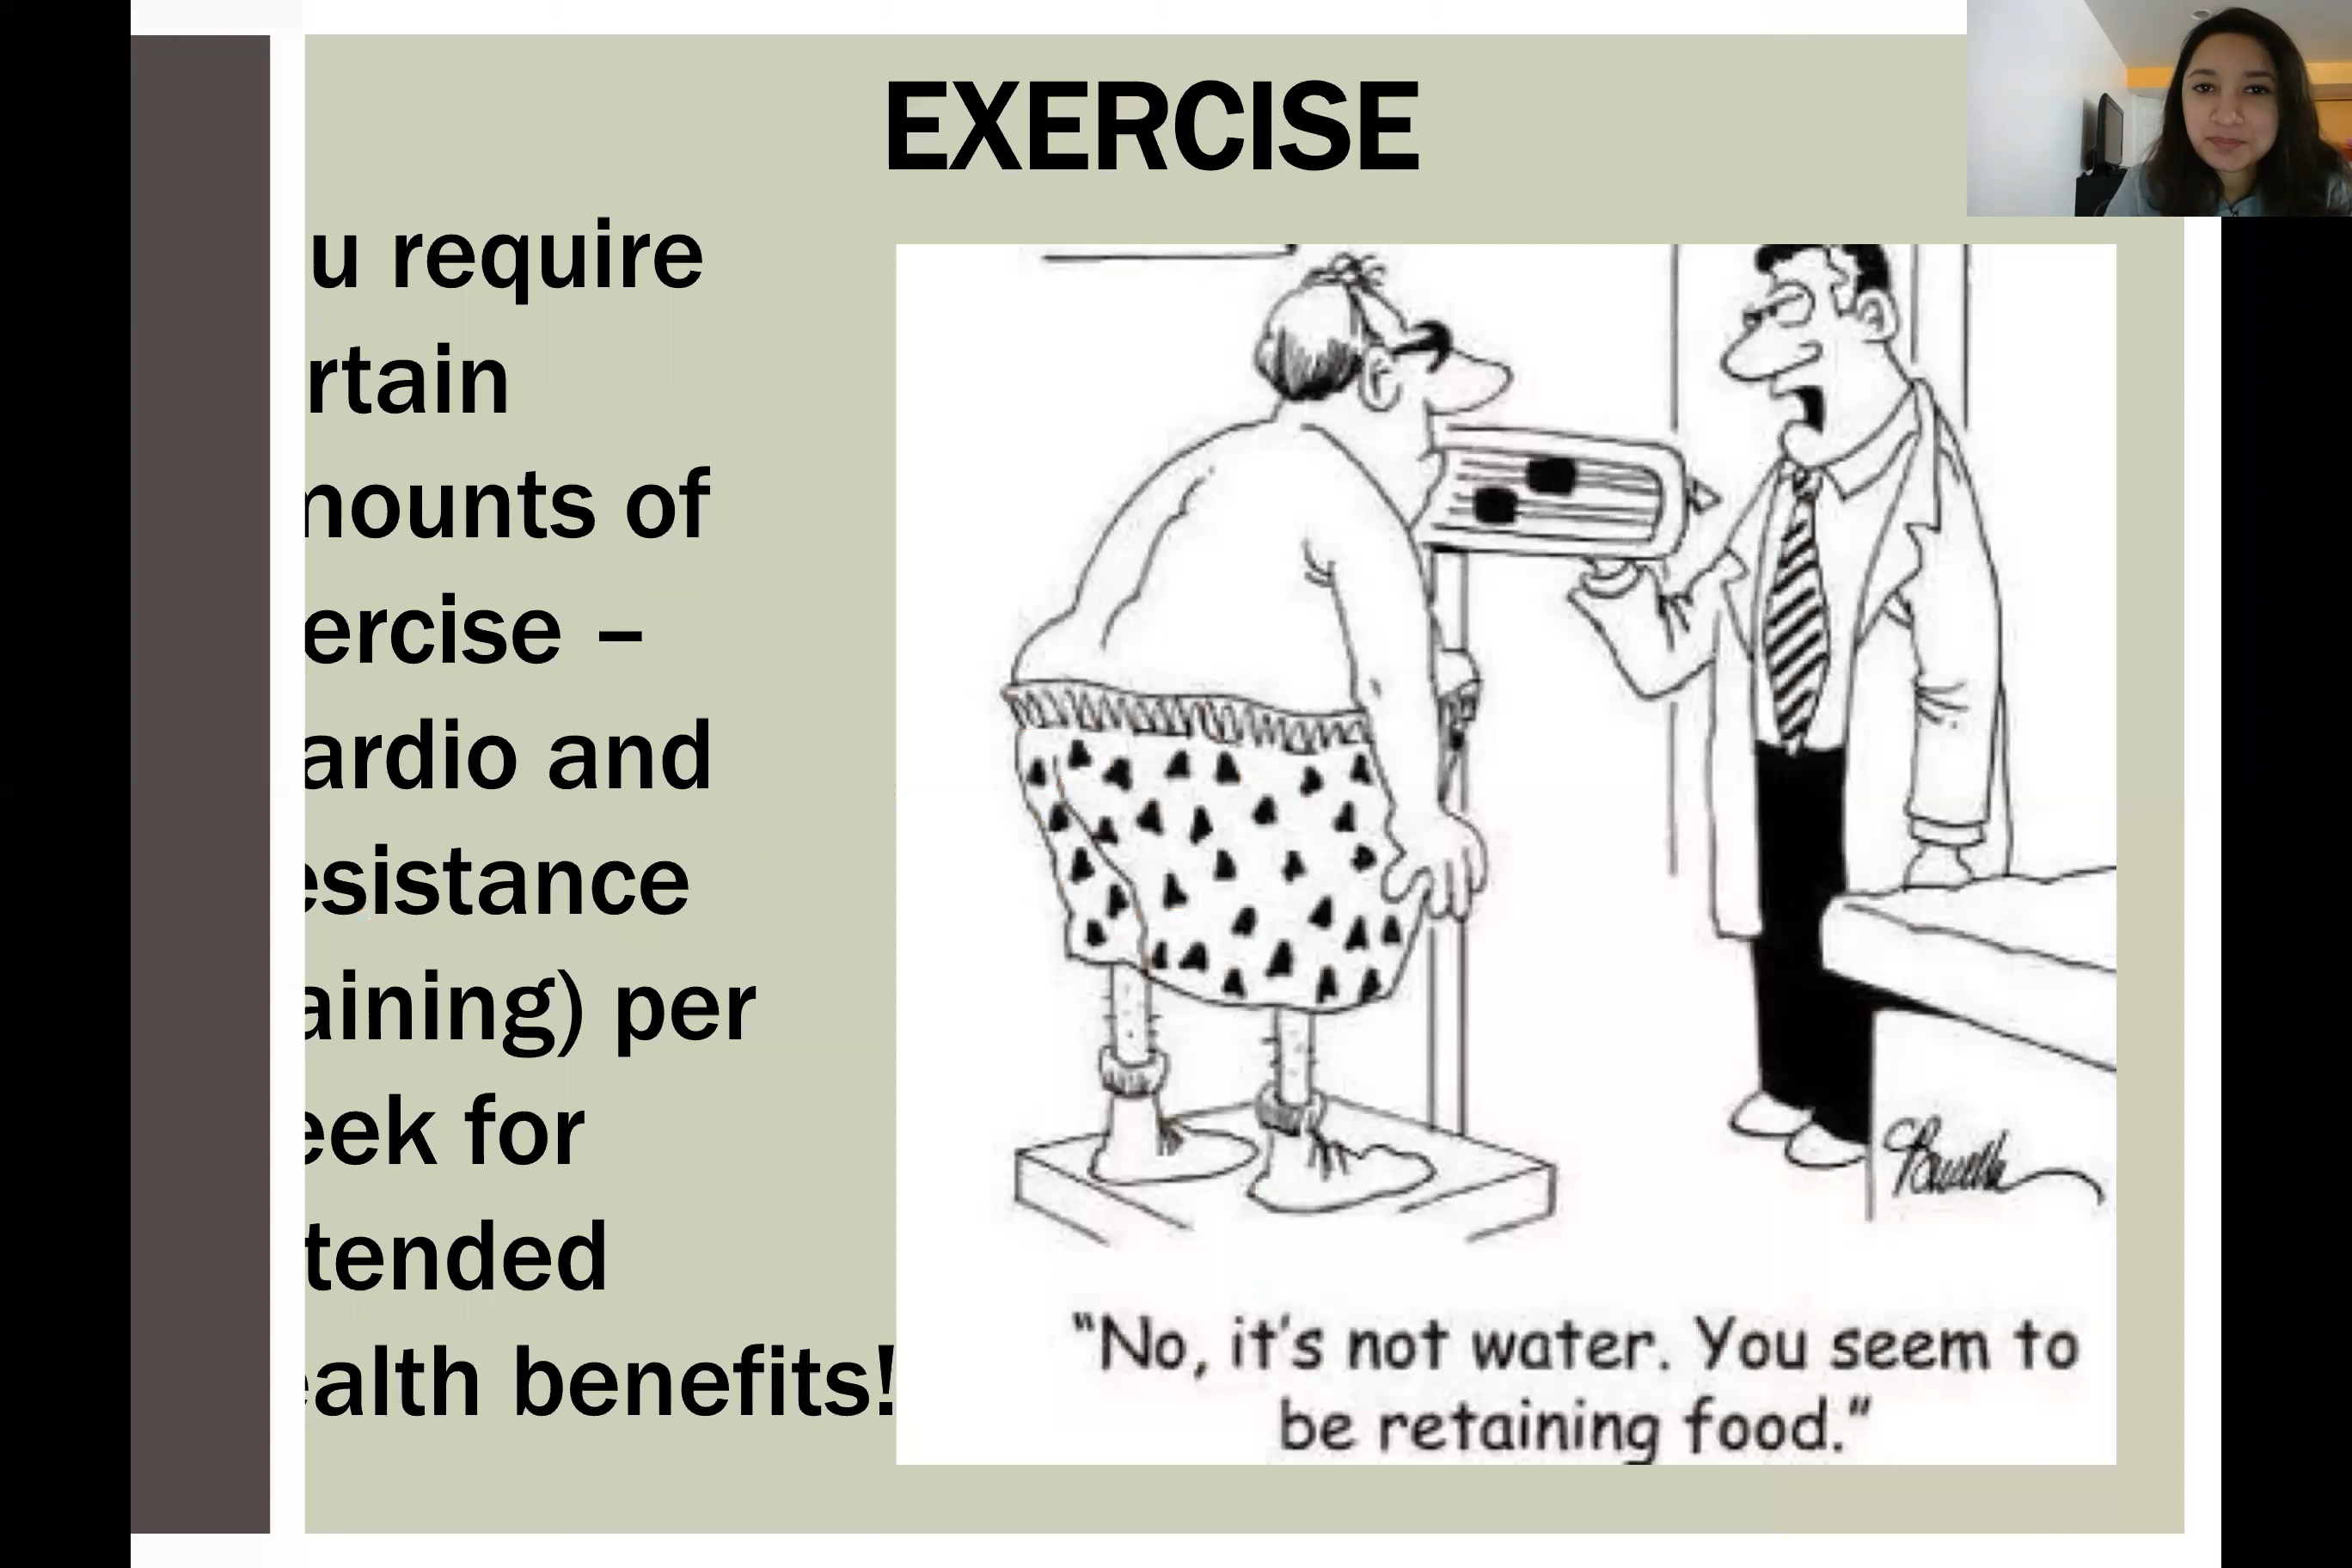 EXERCISE
u require
rtain
mounts of
ercise –
ardio and
esistance
aining) per
eek for
tended
ealth benefits!
"No, it's not water. You seem to
be retaining food."